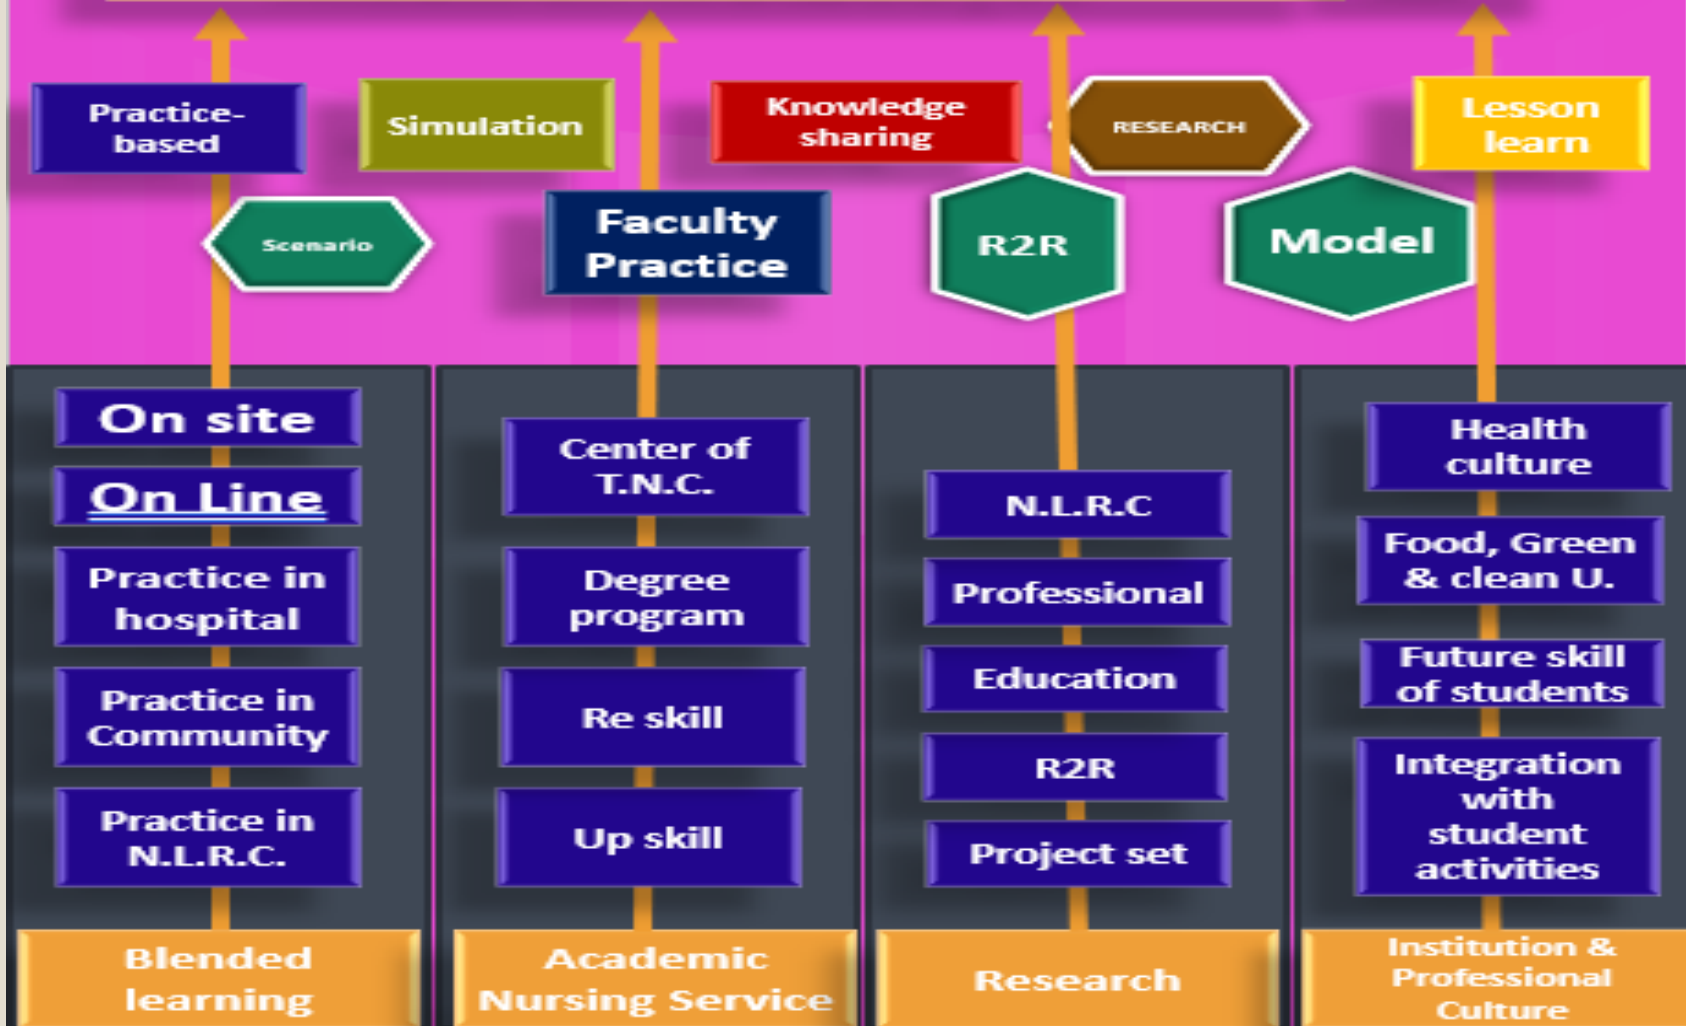 Practice-
based
Simulation
Knowledge
sharing
RESEARCH
Lesson
learn
Scenario
Faculty
Practice
R2R
Model
On site
On Line
Practice in
hospital
Practice in
Community
Practice in
N.L.R.C.
Blended
learning
Center of
T.N.C.
Degree
program
Re skill
Up skill
Academic
Nursing Service
N.L.R.C
Professional
Education
R2R
Project set
Research
Health
culture
Food, Green
& clean U.
Future skill
of students
Integration
with
student
activities
Institution &
Professional
Culture